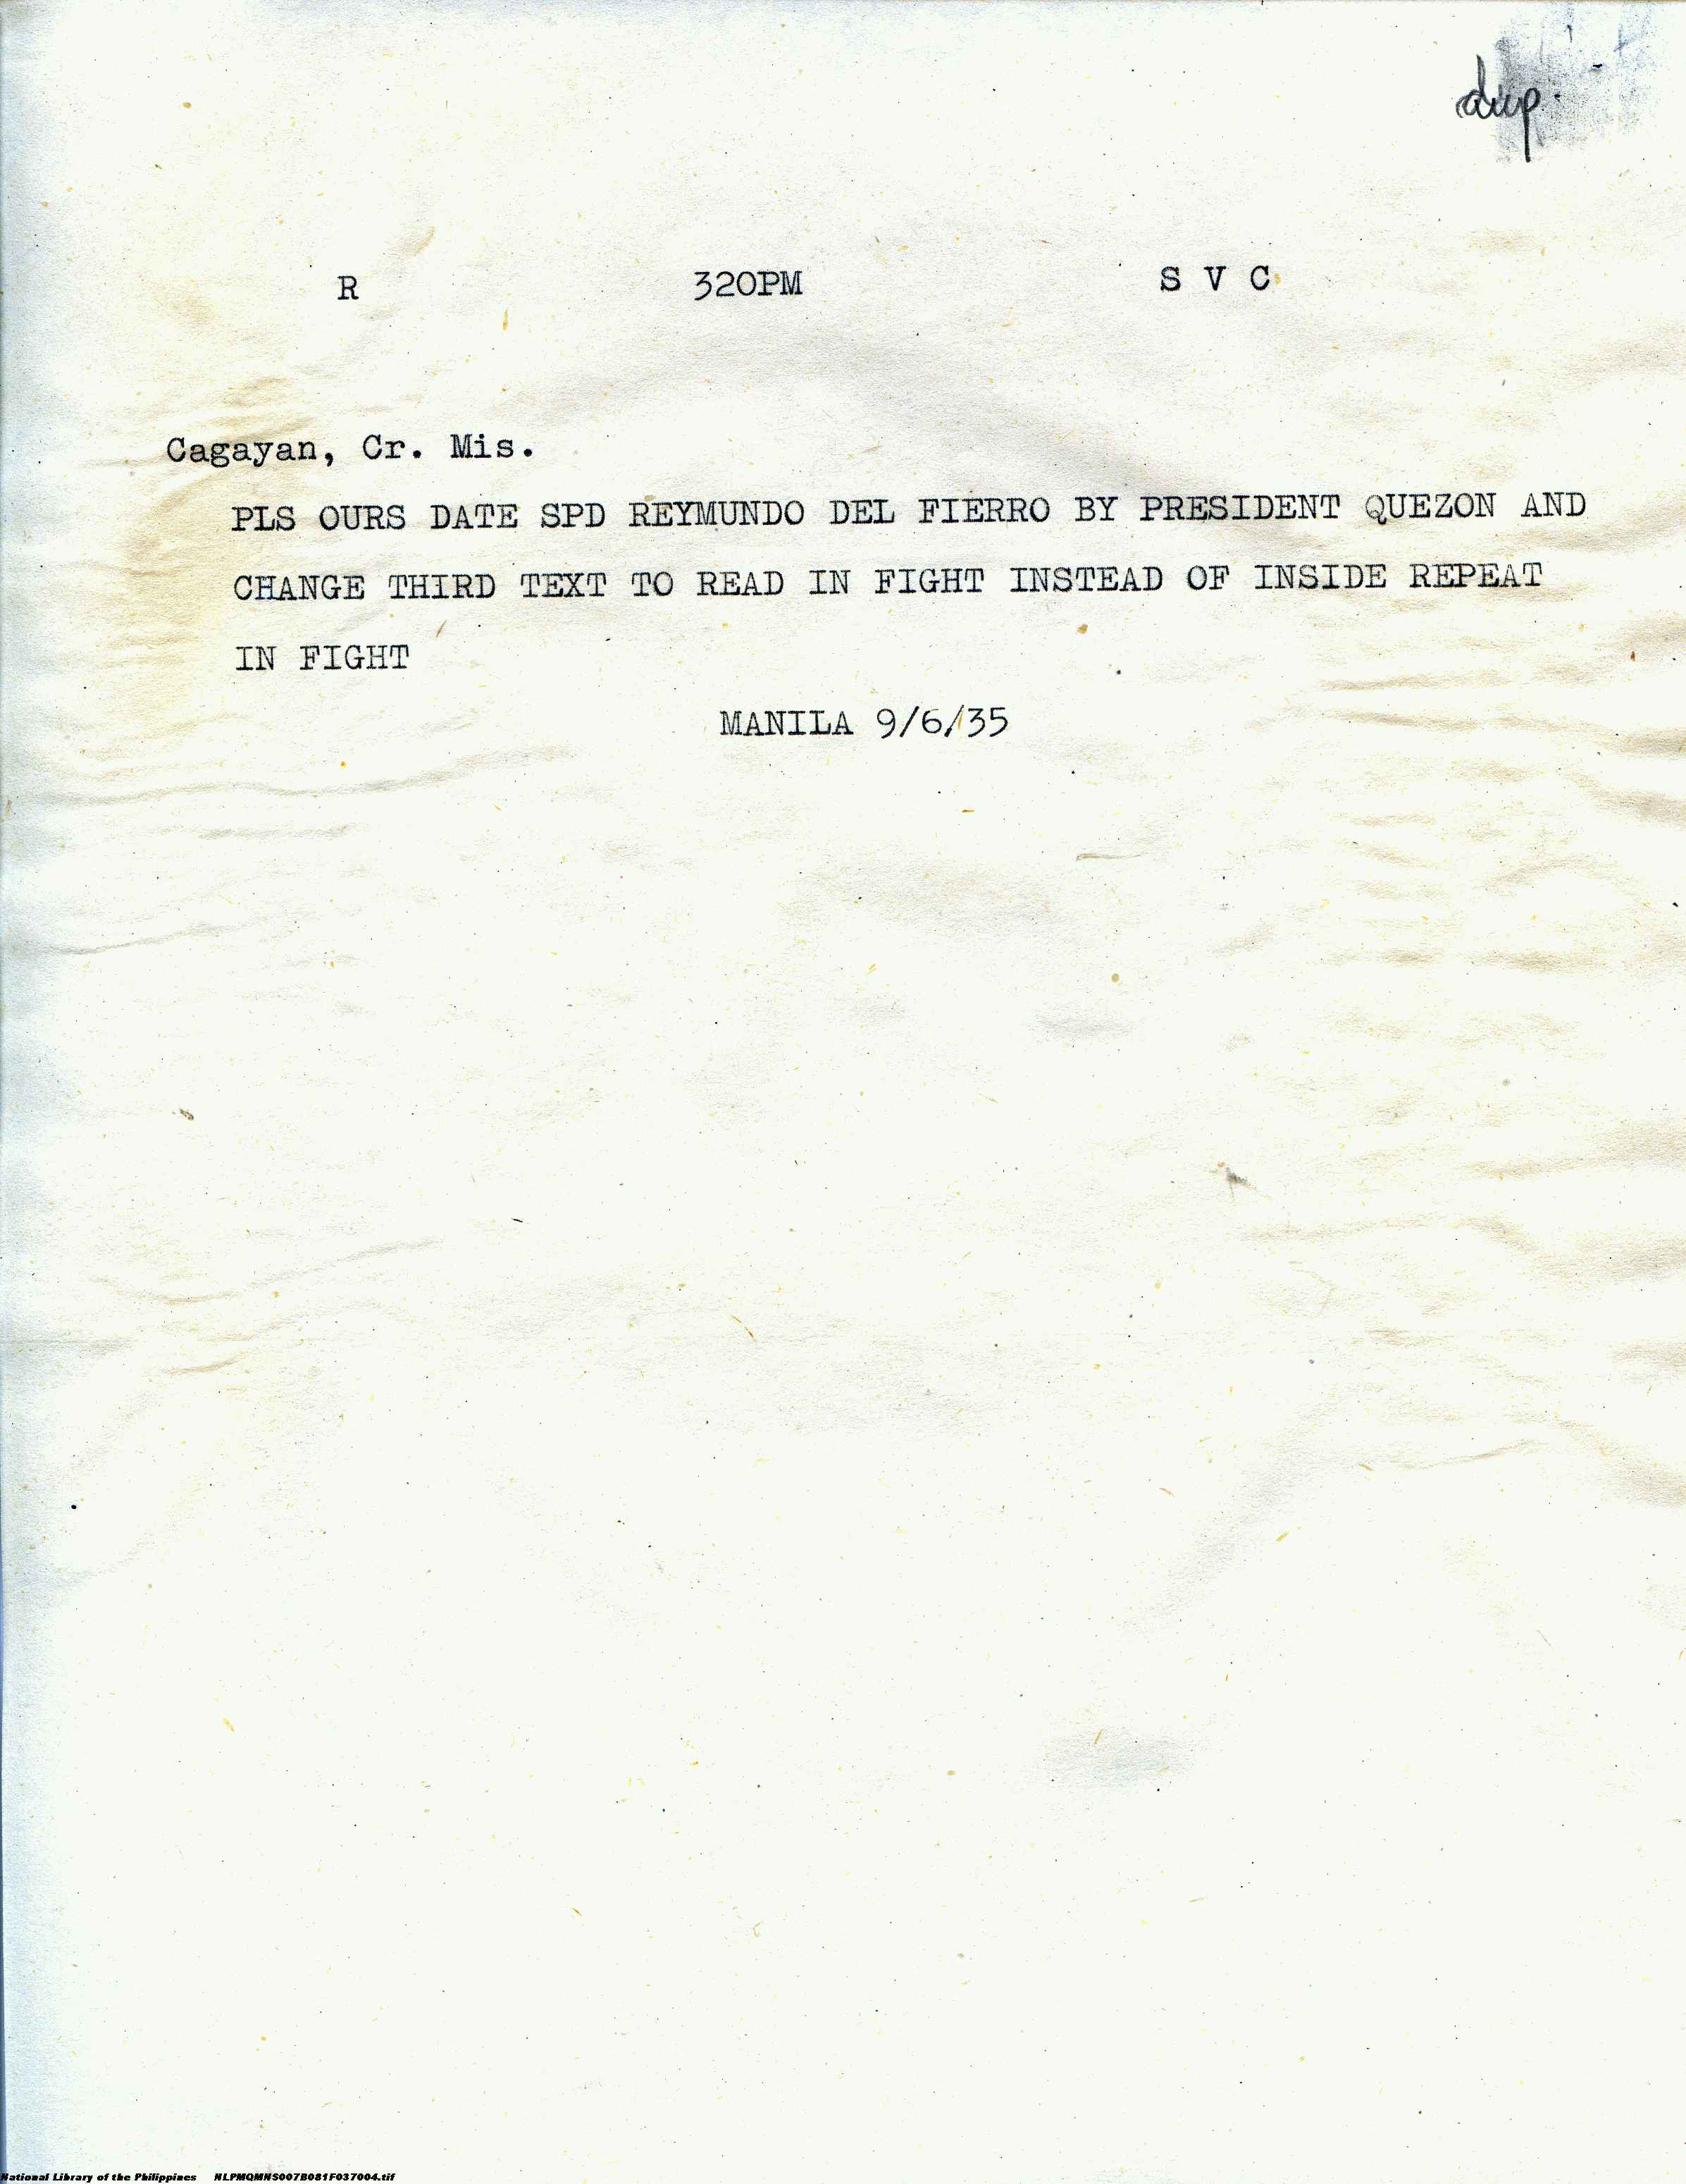 dup.
R 320PM S V C
Cagayan, Cr. Mis.
PLS OURS DATE SPD REYMUNDO DEL FIERRO BY PRESIDENT QUEZON AND
CHANGE THIRD TEXT TO READ IN FIGHT INSTEAD OF INSIDE REPEAT
IN FIGHT
MANILA 9/6/35
National Library of the Philippines NLPMQMNS007B081F037004.tif